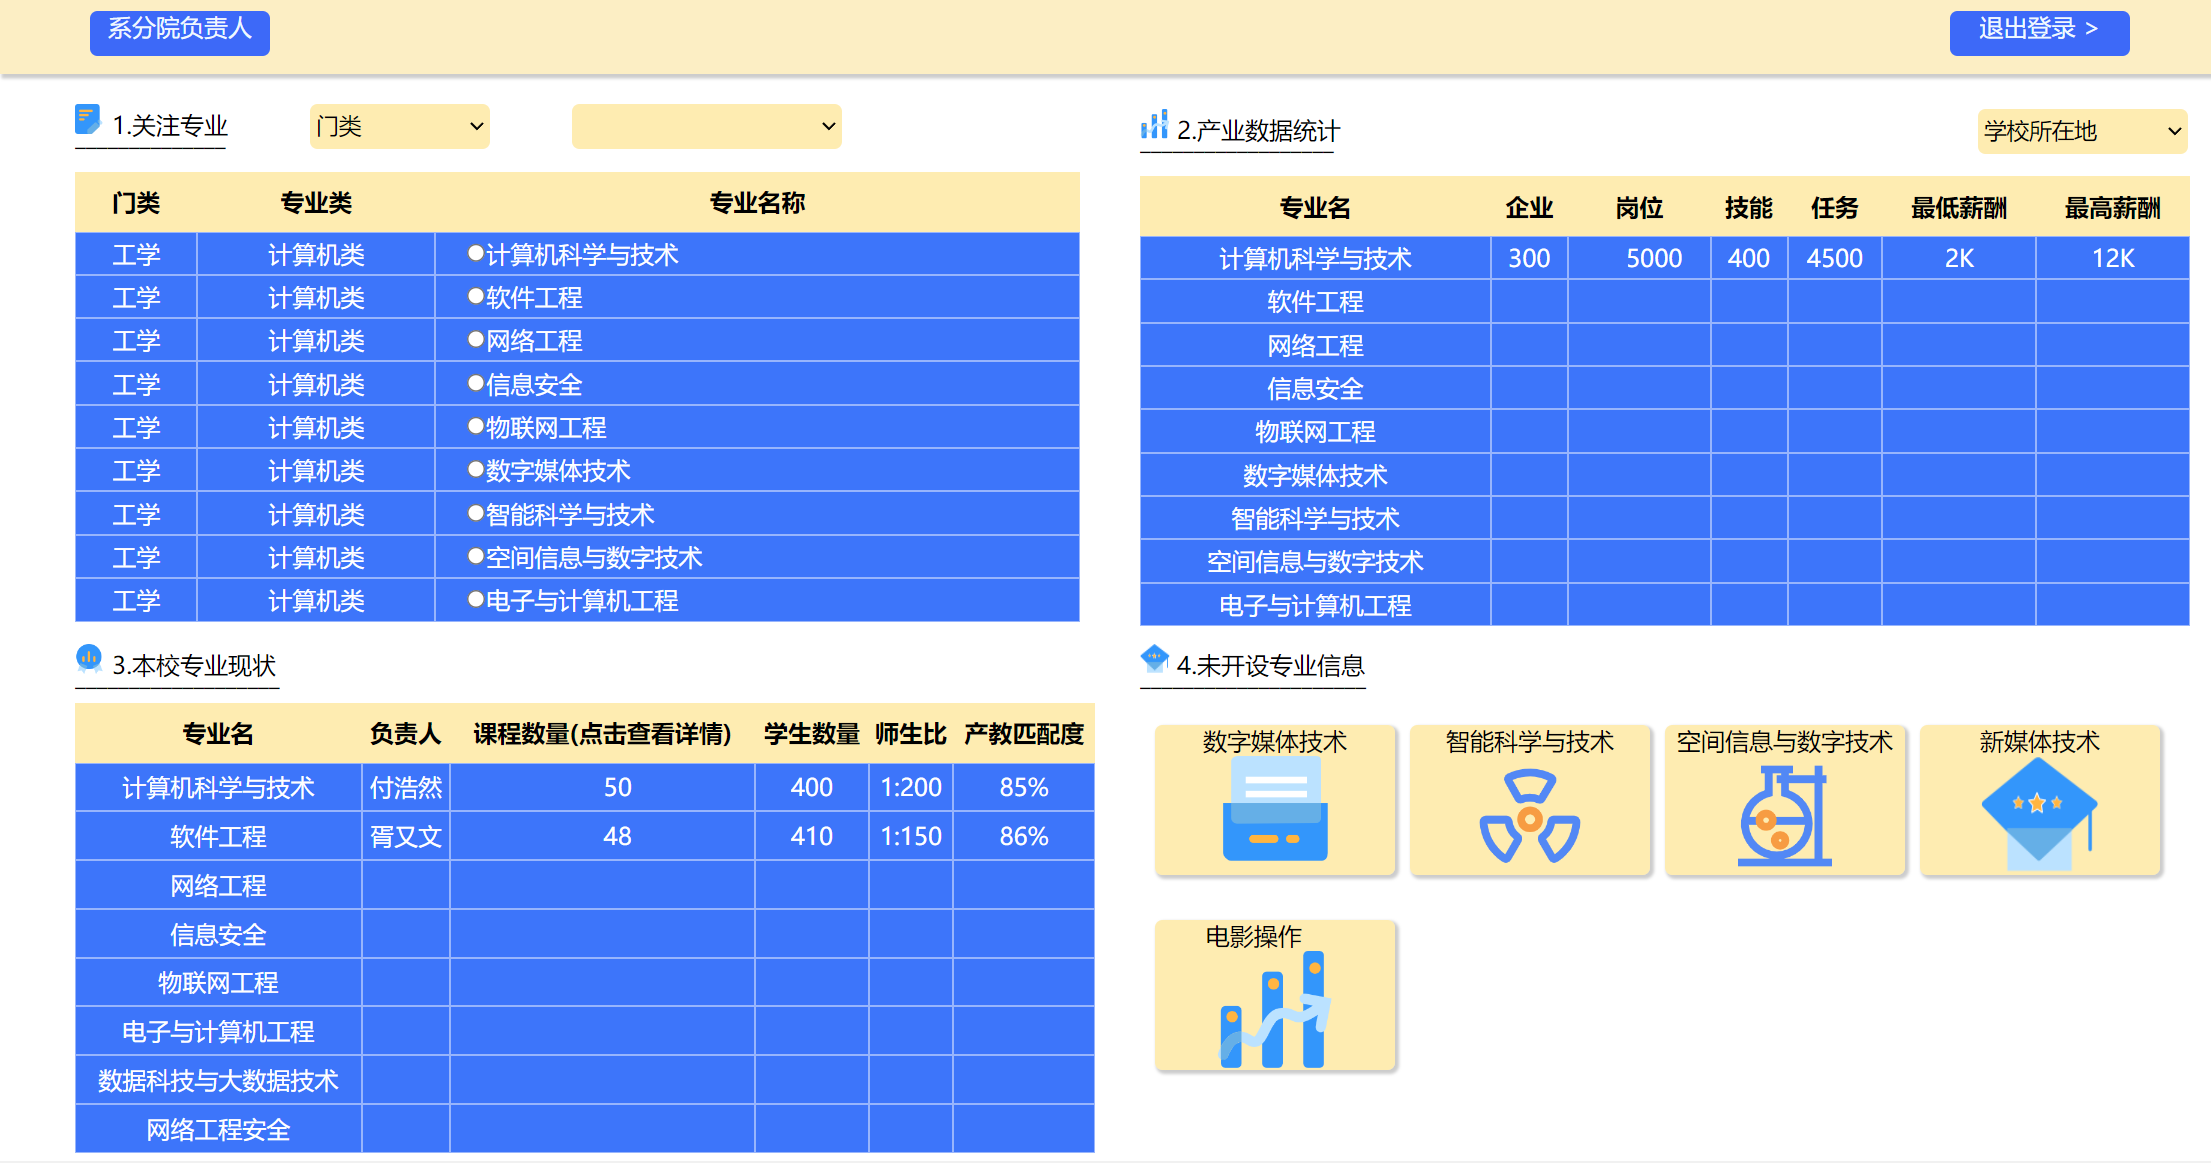 系分院负责人
退出登录 >
1.关注专业
门类
门类 专业类 专业名称
工学 计算机类 计算机科学与技术
工学 计算机类 软件工程
工学 计算机类 网络工程
工学 计算机类 信息安全
工学 计算机类 物联网工程
工学 计算机类 数字媒体技术
工学 计算机类 智能科学与技术
工学 计算机类 空间信息与数字技术
工学 计算机类 电子与计算机工程
2.产业数据统计
学校所在地
专业名 企业 岗位 技能 任务 最低薪酬 最高薪酬
计算机科学与技术 300 5000 400 4500 2K 12K
软件工程
网络工程
信息安全
物联网工程
数字媒体技术
智能科学与技术
空间信息与数字技术
电子与计算机工程
3.本校专业现状
专业名 负责人 课程数量(点击查看详情) 学生数量 师生比 产教匹配度
计算机科学与技术 付浩然 50 400 1:200 85%
软件工程 胥又文 48 410 1:150 86%
网络工程
信息安全
物联网工程
电子与计算机工程
数据科技与大数据技术
网络工程安全
4.未开设专业信息
数字媒体技术
智能科学与技术
空间信息与数字技术
新媒体技术
电影操作